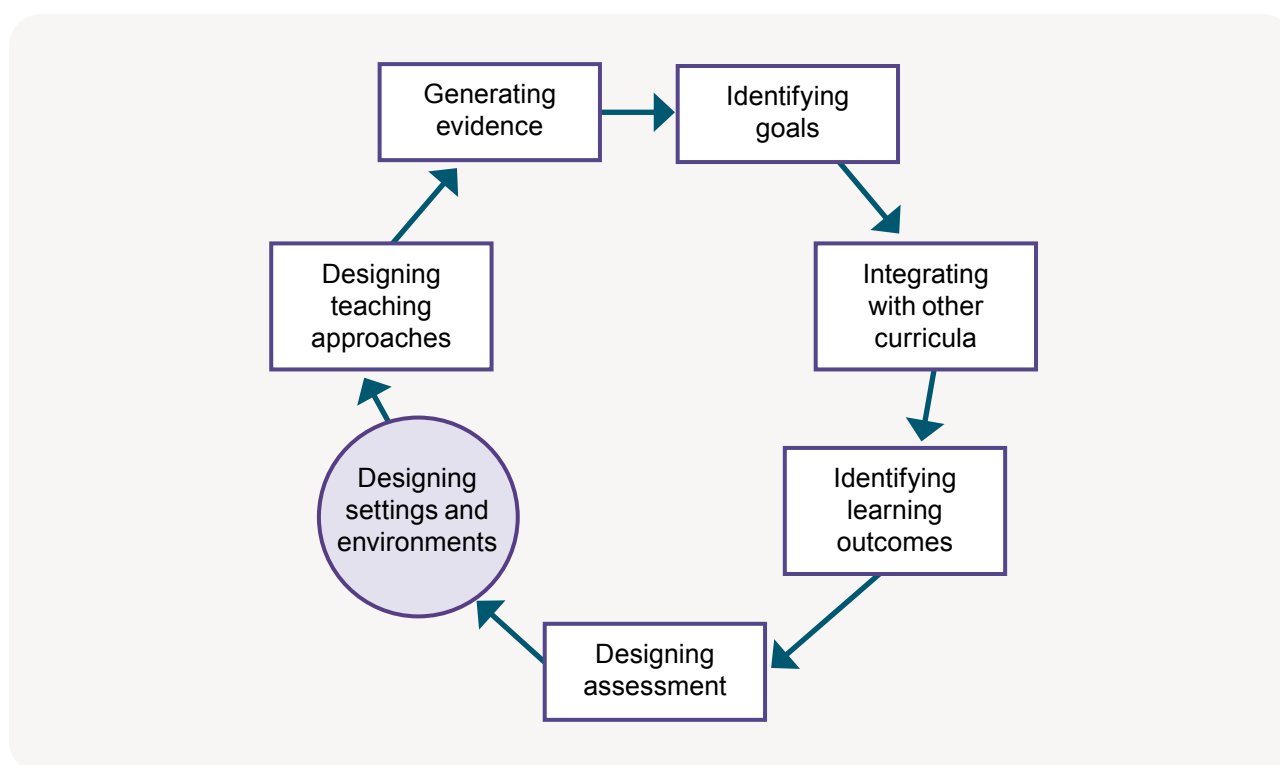 Generating
evidence
Identifying
goals
Integrating
with other
curricula
Identifying
learning
outcomes
Designing
assessment
Designing
settings and
environments
Designing
teaching
approaches